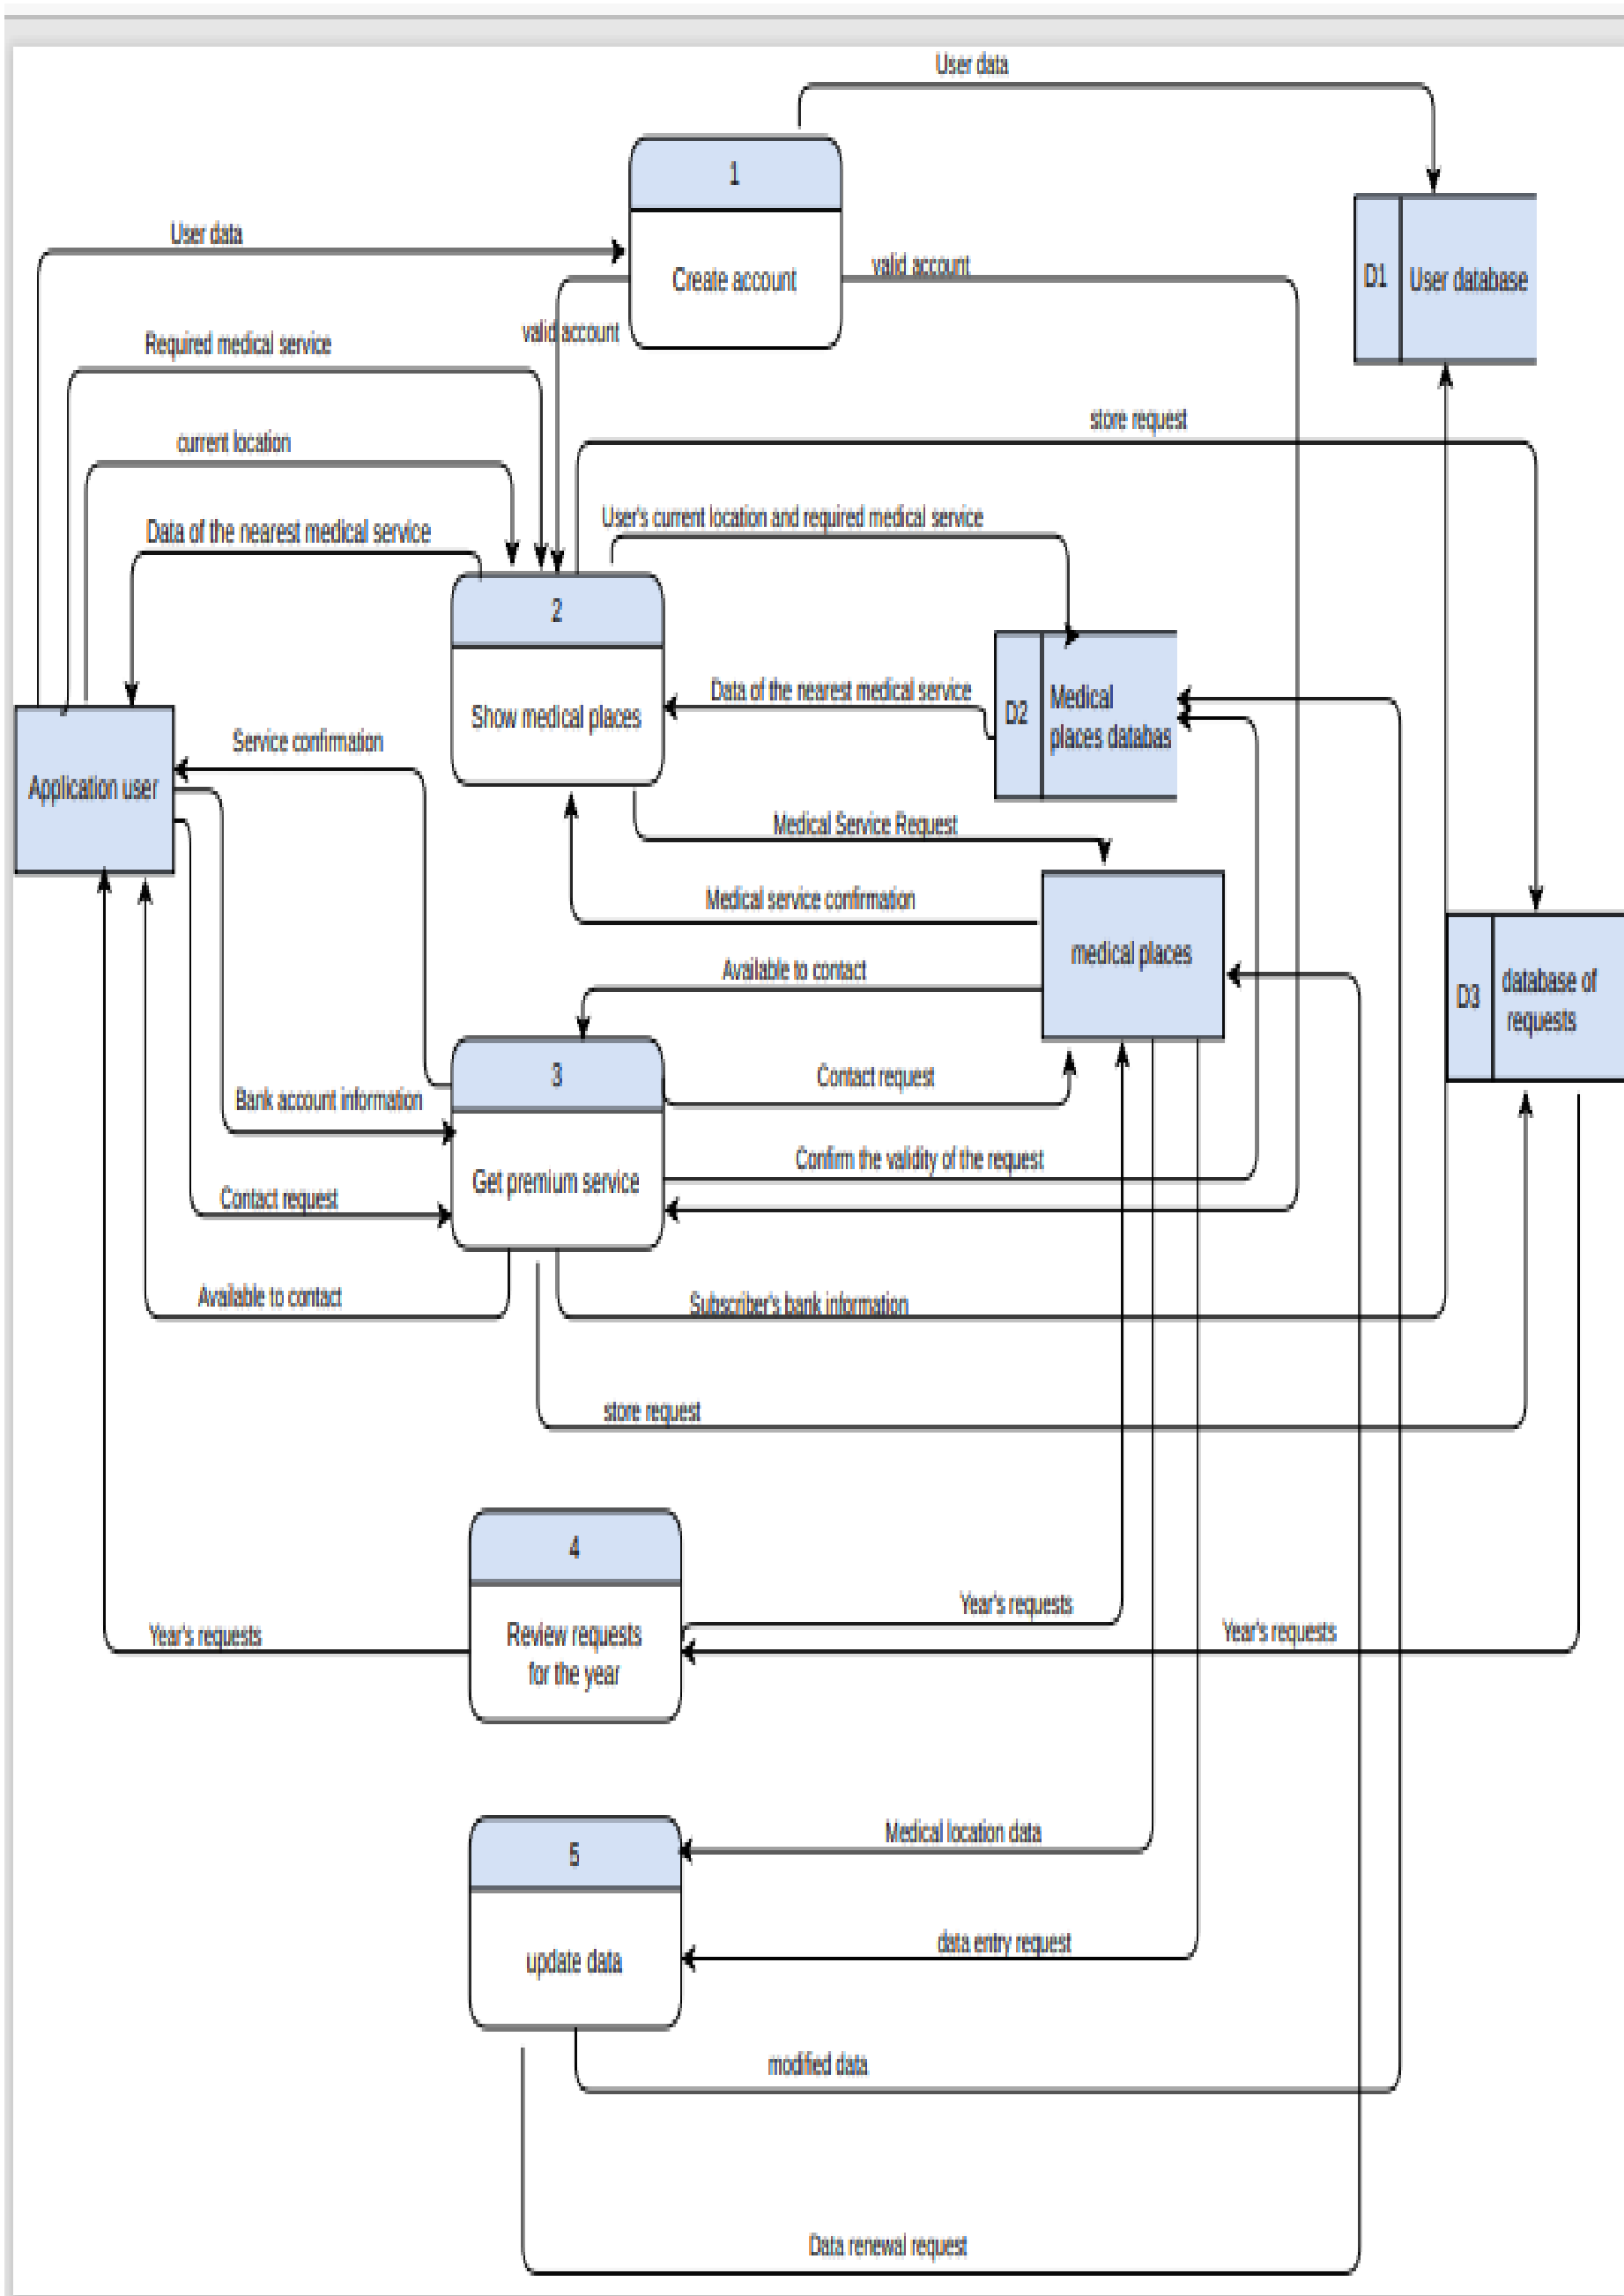 User data
1
User data
Create account
valid account
D1
User database
valid account
Required medical service
store request
current location
User's current location and required medical service
Data of the nearest medical service
2
Data of the nearest medical service
Show medical places
D2
Medical
places databas
Service confirmation
Application user
Medical Service Request
Medical service confirmation
medical places
Available to contact
D3
database of
requests
3
Contact request
Bank account information
Confirm the validity of the request
Get premium service
Contact request
Available to contact
Subscriber's bank information
store request
4
Year's requests
Review requests
for the year
Year's requests
Year's requests
Medical location data
5
data entry request
update data
modified data
Data renewal request